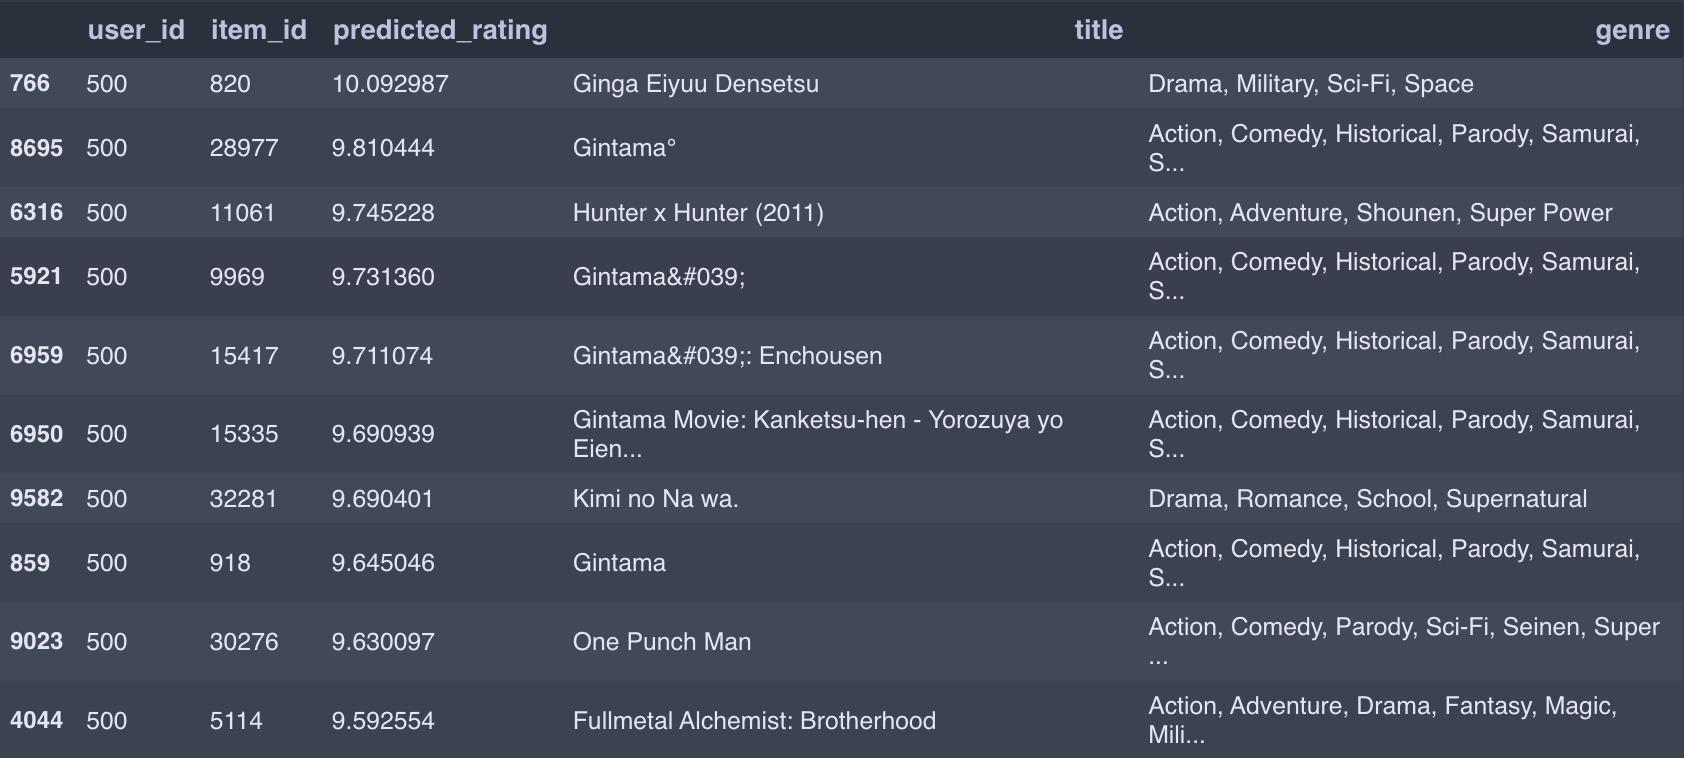 user_id item_id predicted_rating title genre
766 500 820 10.092987 Ginga Eiyuu Densetsu Drama, Military, Sci-Fi, Space
8695 500 28977 9.810444 Gintama° Action, Comedy, Historical, Parody, Samurai,
S...
6316 500 11061 9.745228 Hunter x Hunter (2011) Action, Adventure, Shounen, Super Power
5921 500 9969 9.731360 Gintama&#039; Action, Comedy, Historical, Parody, Samurai,
S...
6959 500 15417 9.711074 Gintama&#039;: Enchousen Action, Comedy, Historical, Parody, Samurai,
S...
6950 500 15335 9.690939 Gintama Movie: Kanketsu-hen - Yorozuya yo Action, Comedy, Historical, Parody, Samurai,
Eien... S...
9582 500 32281 9.690401 Kimi no Na wa. Drama, Romance, School, Supernatural
859 500 918 9.645046 Gintama Action, Comedy, Historical, Parody, Samurai,
S...
9023 500 30276 9.630097 One Punch Man Action, Comedy, Parody, Sci-Fi, Seinen, Super
...
4044 500 5114 9.592554 Fullmetal Alchemist: Brotherhood Action, Adventure, Drama, Fantasy, Magic,
Mili...